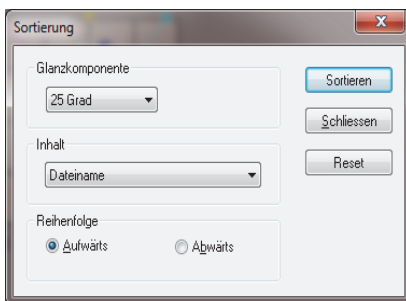 Sortierung
Glanzkomponente
25 Grad
Sortieren
Schliessen
Inhalt
Dateiname
Reset
Reihenfolge
Aufwärts
Abwärts